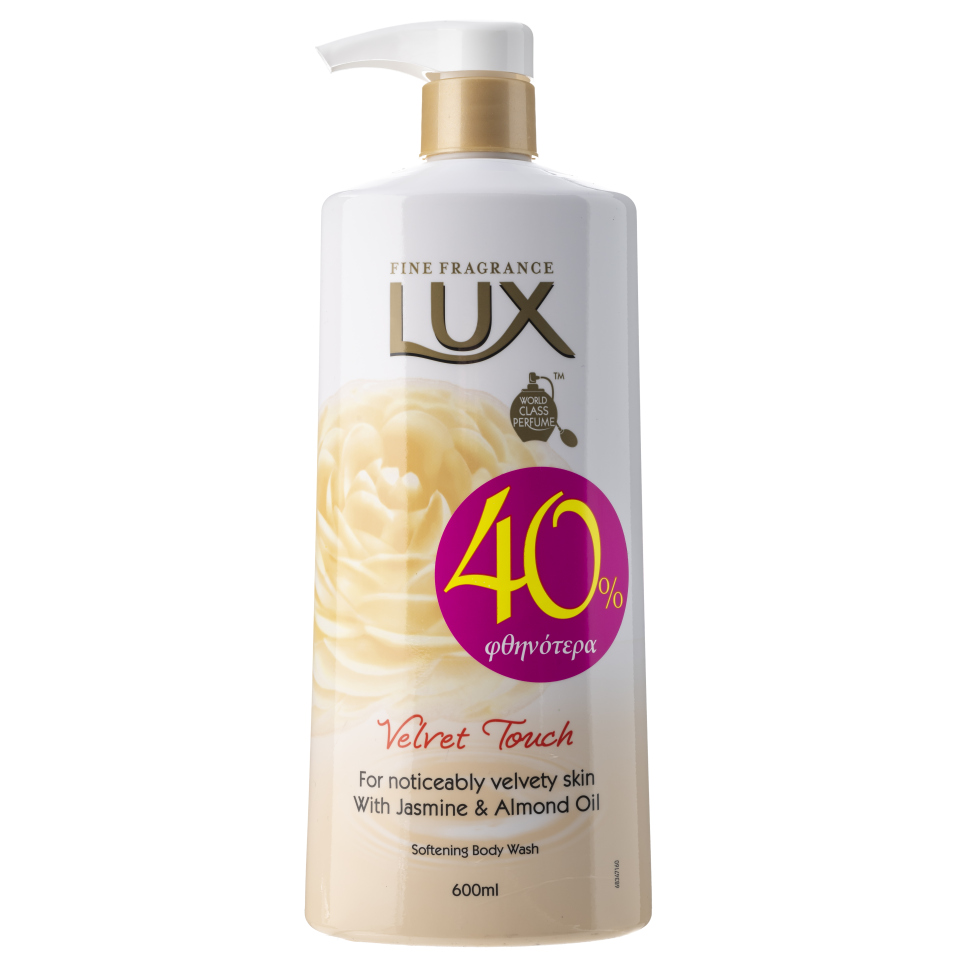 FINE FRAGRANCE
LUX
TM
WORLD
CLASS
PERFUME
40%
φθηνότερα
Velvet Touch
For noticeably velvety skin
With Jasmine & Almond Oil
Softening Body Wash
600ml